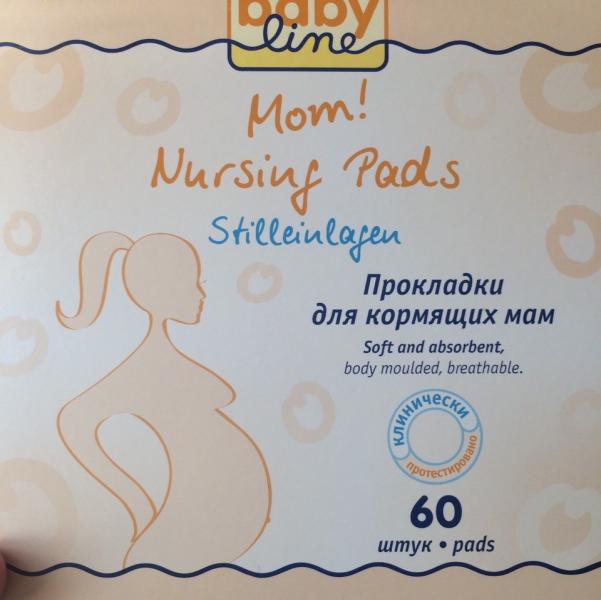 baby
line
Mom!
Nursing Pads
Stilleinlagen
Прокладки
для кормящих мам
Soft and absorbent,
body moulded, breathable.
клинически
протестировано
60
штук • pads